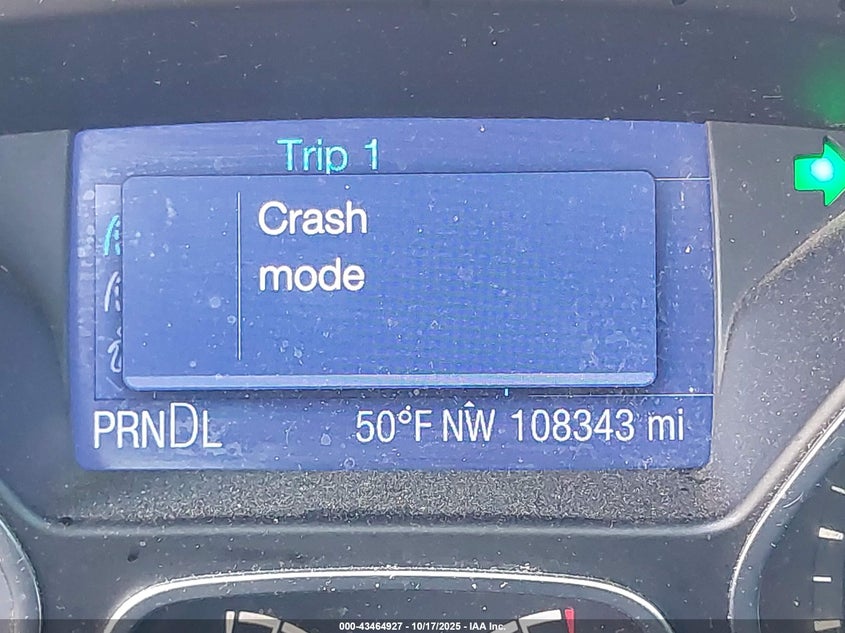 Trip 1
Crash
mode
PRNDL 50°F NW 108343 mi
000-43464927 - 10/17/2025 - IAA Inc.